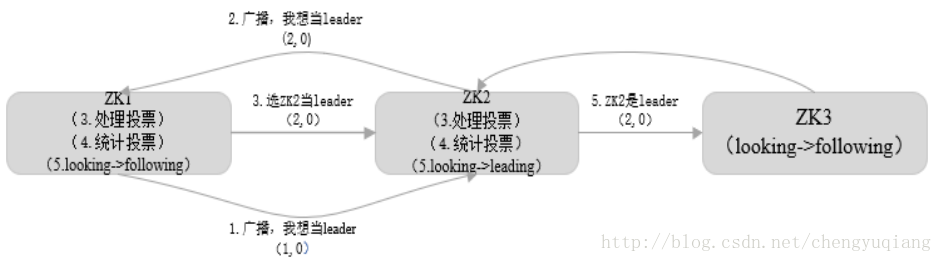 2.广播，我想当leader
(2,0)
ZK1
（3.处理投票）
（4.统计投票）
(5.looking->following)
3.选ZK2当leader
（2,0）
ZK2
（3.处理投票）
（4.统计投票）
(5.looking->leading)
5.ZK2是leader
（2,0）
ZK3
（looking->following）
1.广播，我想当leader
（1,0）
http://blog.csdn.net/chengyuqiang